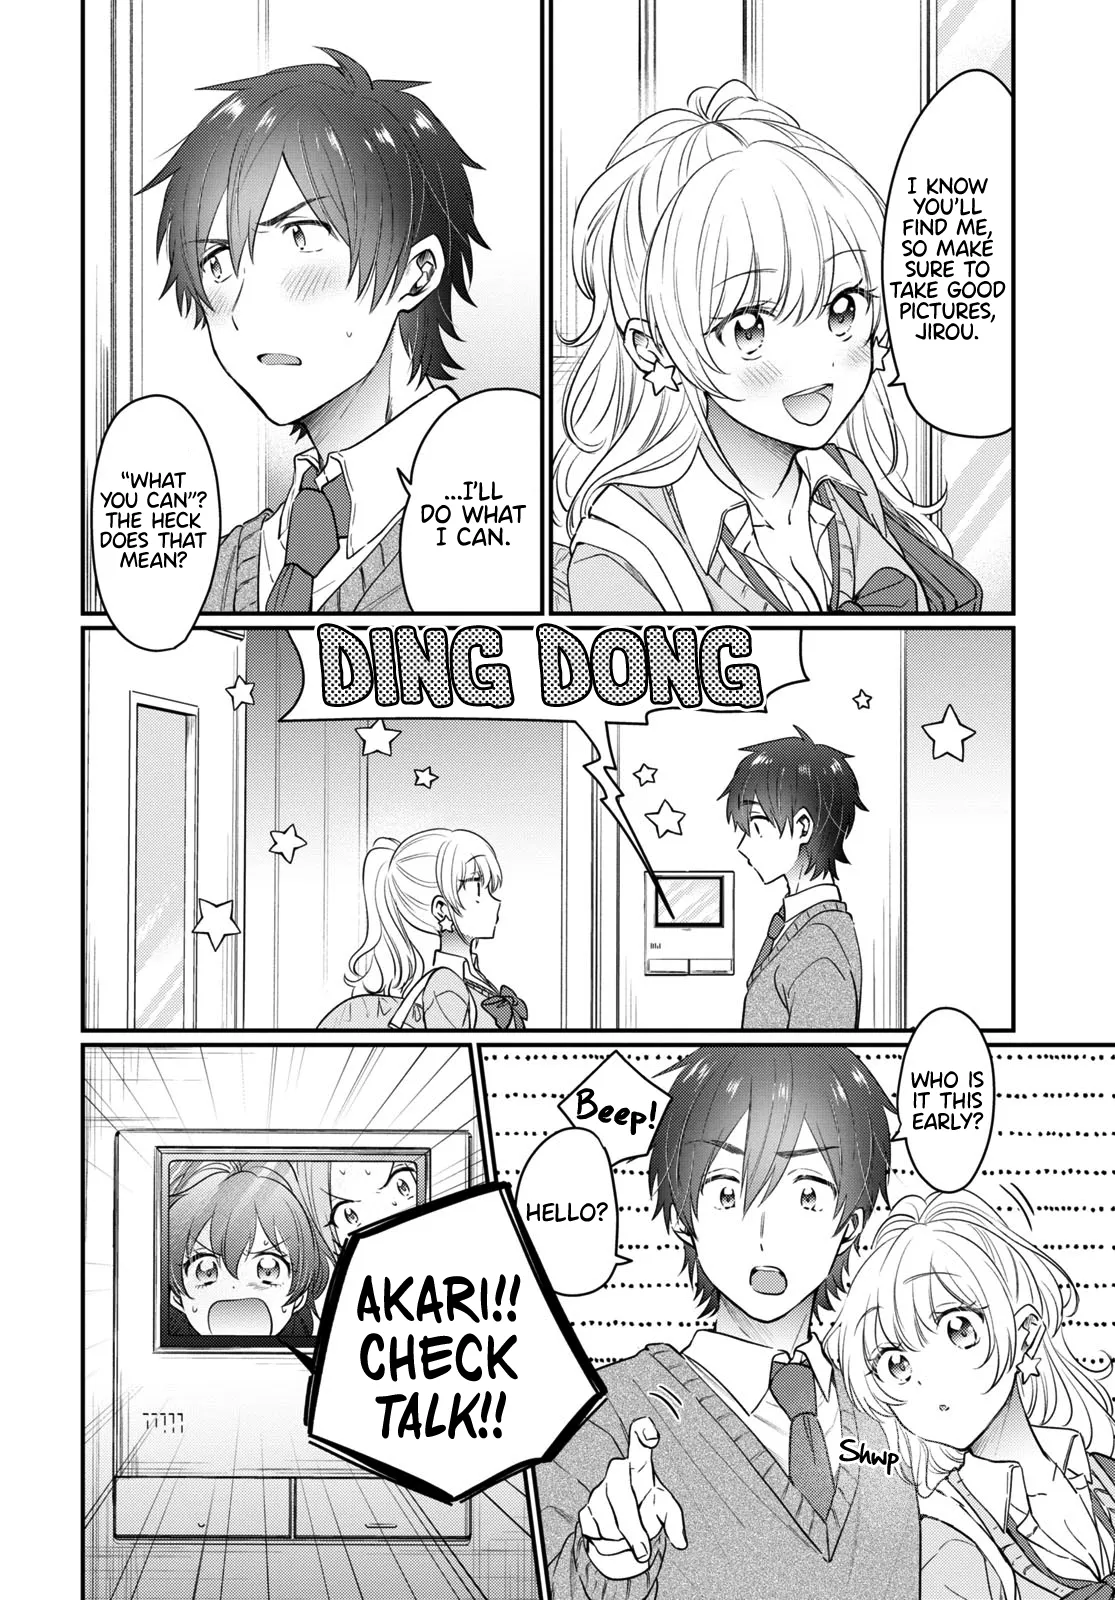 I KNOW
YOU'LL
FIND ME,
SO MAKE
SURE TO
TAKE GOOD
PICTURES,
JIROU.
...I'LL
DO WHAT
I CAN.
"WHAT
YOU CAN"?
THE HECK
DOES THAT
MEAN?
DING DONG
WHO IS
IT THIS
EARLY?
Beep!
HELLO?
Shwp
AKARI!!
CHECK
TALK!!